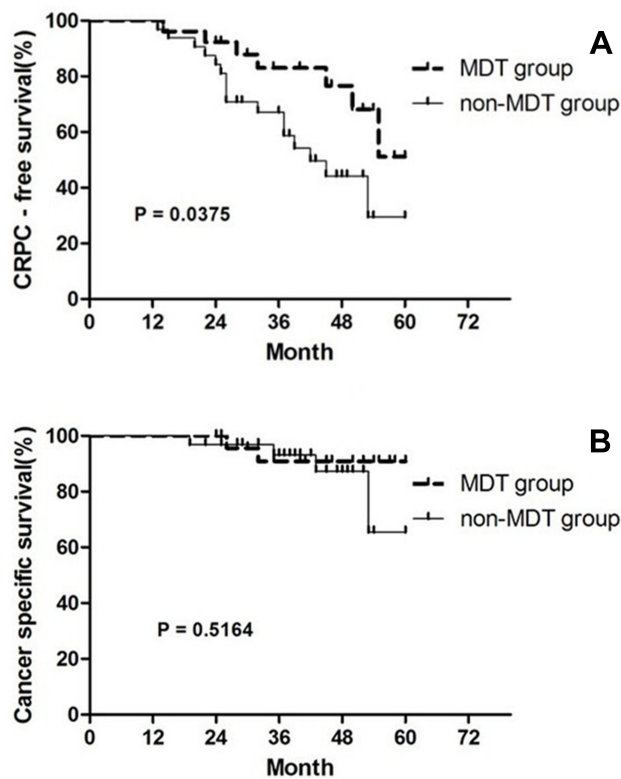 A
CRPC - free survival(%)
100
80
60
40
20
0
MDT group
non-MDT group
P = 0.0375
0 12 24 36 48 60 72
Month
B
Cancer specific survival(%)
100
80
60
40
20
0
MDT group
non-MDT group
P = 0.5164
0 12 24 36 48 60 72
Month